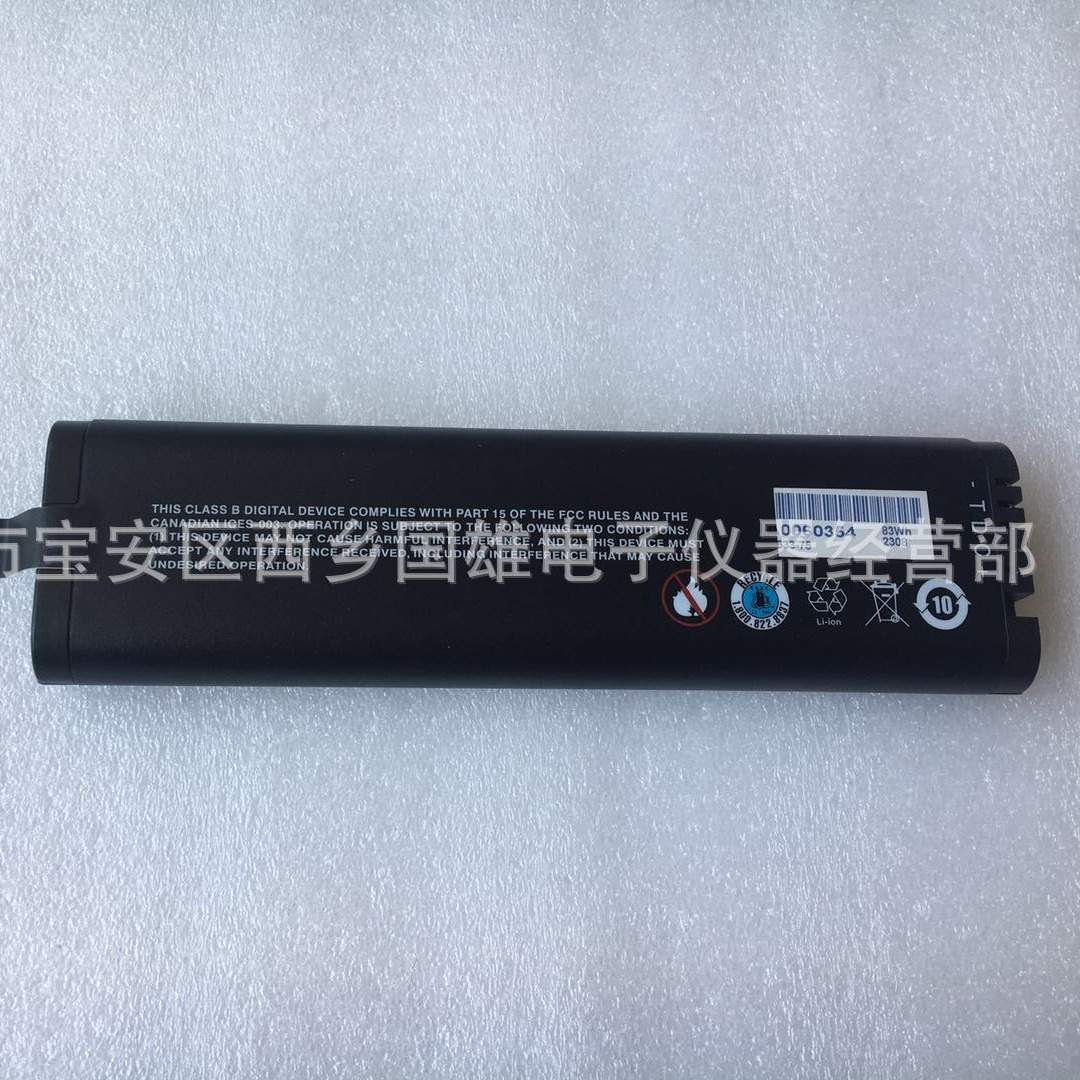 THIS CLASS B DIGITAL DEVICE COMPLIES WITH PART 15 OF THE FCC RULES AND THE
CANADIAN ICES-003. OPERATION IS SUBJECT TO THE FOLLOWING TWO CONDITIONS:
(1)THIS DEVICE MAY NOT CAUSE HARMFUL INTERFERENCE, AND (2) THIS DEVICE MUST
ACCEPT ANY INTERFERENCE RECEIVED, INCLUDING INTERFERENCE THAT MAY CAUSE
UNDESIRED OPERATION.
0060354
83WH
2308
- T D C
市宝安区西乡国雄电子仪器经营部
RECYCLE
1.800.822.8837
Li-ion
10